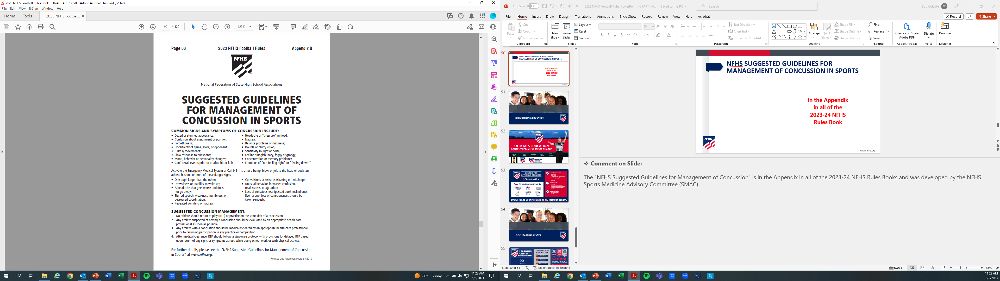 2023 NFHS Football Rules Book - FINAL - 4-5-23.pdf - Adobe Acrobat Standard (32-bit)
File Edit View E-Sign Window Help
Home Tools 2023 NFHS Footbal... ×
99 / 120 123%
Page 99 2023 NFHS Football Rules Appendix B
NFHS
National Federation of State High School Associations
SUGGESTED GUIDELINES
FOR MANAGEMENT OF
CONCUSSION IN SPORTS
COMMON SIGNS AND SYMPTOMS OF CONCUSSION INCLUDE:
• Dazed or stunned appearance;
• Confusion about assignment or position;
• Forgetfulness;
• Uncertainty of game, score, or opponent;
• Clumsy movements;
• Slow response to questions;
• Mood, behavior or personality changes;
• Can't recall events prior to or after hit or fall;
• Headache or "pressure" in head;
• Nausea;
• Balance problems or dizziness;
• Double or blurry vision;
• Sensitivity to light or noise;
• Feeling sluggish, hazy, foggy or groggy;
• Concentration or memory problems;
• Emotions of "not feeling right" or "feeling down."
Activate the Emergency Medical System or Call 9-1-1 if, after a bump, blow, or jolt to the head or body, an
athlete has one or more of these danger signs:
• One pupil larger than the other;
• Drowsiness or inability to wake up;
• A headache that gets worse and does
not go away;
• Slurred speech, weakness, numbness, or
decreased coordination;
• Repeated vomiting or nausea;
• Convulsions or seizures (shaking or twitching);
• Unusual behavior, increased confusion,
restlessness, or agitation;
• Loss of consciousness (passed out/knocked out).
Even a brief loss of consciousness should be
taken seriously.
SUGGESTED CONCUSSION MANAGEMENT:
1. No athlete should return to play (RTP) or practice on the same day of a concussion.
2. Any athlete suspected of having a concussion should be evaluated by an appropriate health-care
professional as soon as possible.
3. Any athlete with a concussion should be medically cleared by an appropriate health-care professional
prior to resuming participation in any practice or competition.
4. After medical clearance, RTP should follow a step-wise protocol with provisions for delayed RTP based
upon return of any signs or symptoms at rest, while doing school work or with physical activity.
For further details, please see the "NFHS Suggested Guidelines for Management of Concussion
in Sports" at www.nfhs.org.
Revised and Approved February 2019
60°F Sunny
11:23 AM
5/5/2023
AutoSave Off 2023 NFHS Football Rules PowerPoint - DRAFT - 5-... • Saved to this PC Search Bob Colgate BC
File Home Insert Draw Design Transitions Animations Slide Show Record Review View Help Acrobat Record Share
Paste
Cut
Copy
Format Painter
Clipboard
New
Slide
Reuse
Slides
Layout
Reset
Section
Slides
40
Font
Text Direction
Align Text
Convert to SmartArt
Paragraph
Arrange
Quick
Styles
Shape Fill
Shape Outline
Shape Effects
Drawing
Find
Replace
Select
Editing
Create and Share
Adobe PDF
Adobe Acrobat
Dictate
Voice
Designer
Designer
50
NFHS SUGGESTED GUIDELINES FOR
MANAGEMENT OF CONCUSSION IN SPORTS
In the Appendix
in all of the
2023-24 NFHS
Rules Book
51
NFHS OFFICIALS EDUCATION
52
NFHS
OFFICIALS EDUCATION
CONTENT REMAINS FREE OF CHARGE
53
CENTER FOR
OFFICIALS SERVICES
DRAGONFLY
Year Three Accomplishments
16 194,810 $29M
100% FREE to your state as a NFHS-Member Benefit.
54
NFHS LEARNING CENTER
55
LEARNING
CENTER
90+
COURSES
COURSES FOR
EVERYONE
Coaches
Students
SCHOOL
HONOR ROLL
NFHS SUGGESTED GUIDELINES FOR
MANAGEMENT OF CONCUSSION IN SPORTS
In the Appendix
in all of the
2023-24 NFHS
Rules Book
NFHS
www.nfhs.org
❖ Comment on Slide:
The "NFHS Suggested Guidelines for Management of Concussion" is in the Appendix in all of the 2023-24 NFHS Rules Books and was developed by the NFHS
Sports Medicine Advisory Committee (SMAC).
Slide 50 of 58 Accessibility: Investigate Notes 56%
11:23 AM
5/5/2023